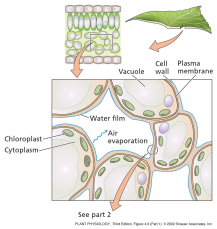 Vacuole
Cell
wall
Plasma
membrane
Water film
Chloroplast
Cytoplasm
Air
evaporation
See part 2
PLANT PHYSIOLOGY, Third Edition, Figure 4.8 (Part 1) © 2002 Sinauer Associates, Inc.